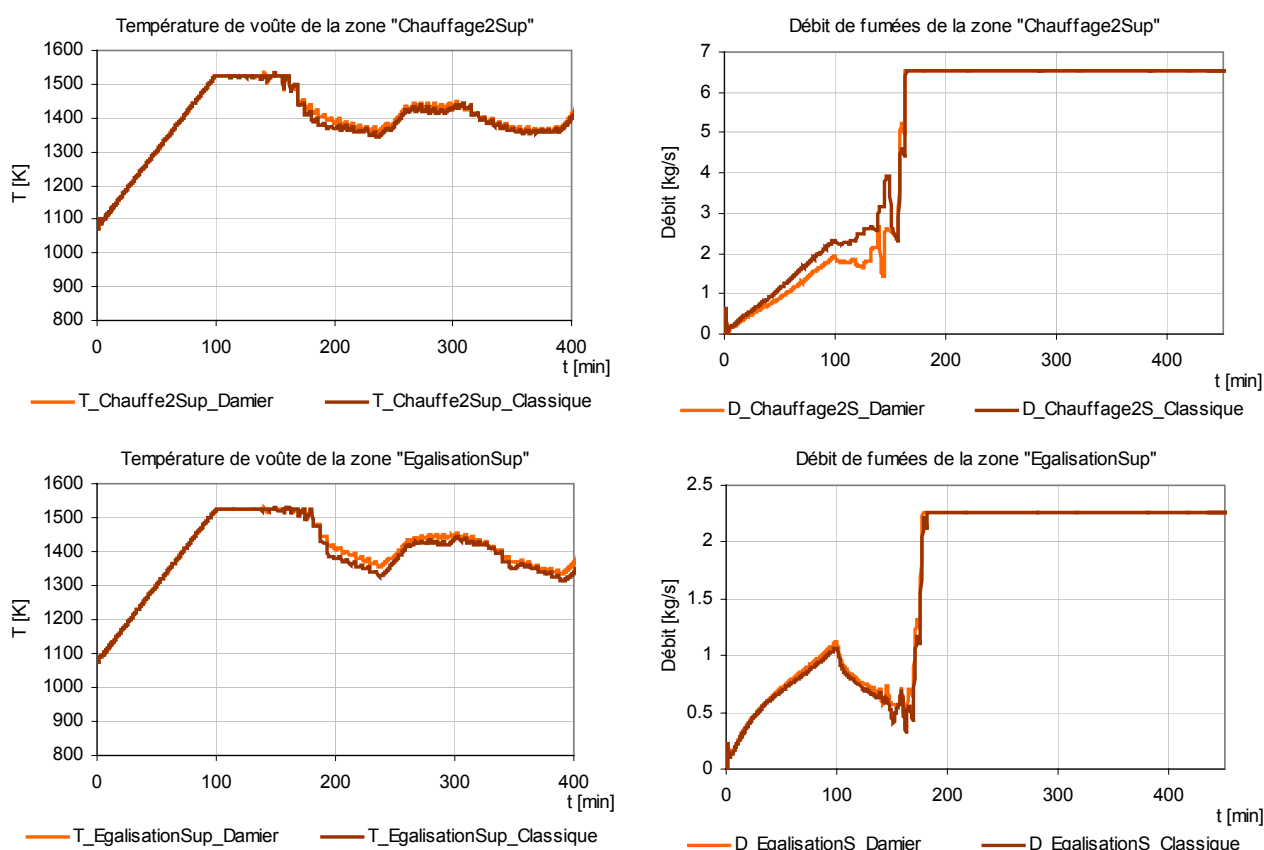 Température de voûte de la zone "Chauffage2Sup"
1600
1500
1400
1300
1200
1100
1000
900
800
T [K]
0 100 200 300 400
t [min]
T_Chauffe2Sup_Damier T_Chauffe2Sup_Classique
Débit de fumées de la zone "Chauffage2Sup"
7
6
5
4
3
2
1
0
Débit [kg/s]
0 100 200 300 400
t [min]
D_Chauffage2S_Damier D_Chauffage2S_Classique
Température de voûte de la zone "EgalisationSup"
1600
1500
1400
1300
1200
1100
1000
900
800
T [K]
0 100 200 300 400
t [min]
T_EgalisationSup_Damier T_EgalisationSup_Classique
Débit de fumées de la zone "EgalisationSup"
2.5
2
1.5
1
0.5
0
Débit [kg/s]
0 100 200 300 400
t [min]
D_EgalisationS_Damier D_EgalisationS_Classique